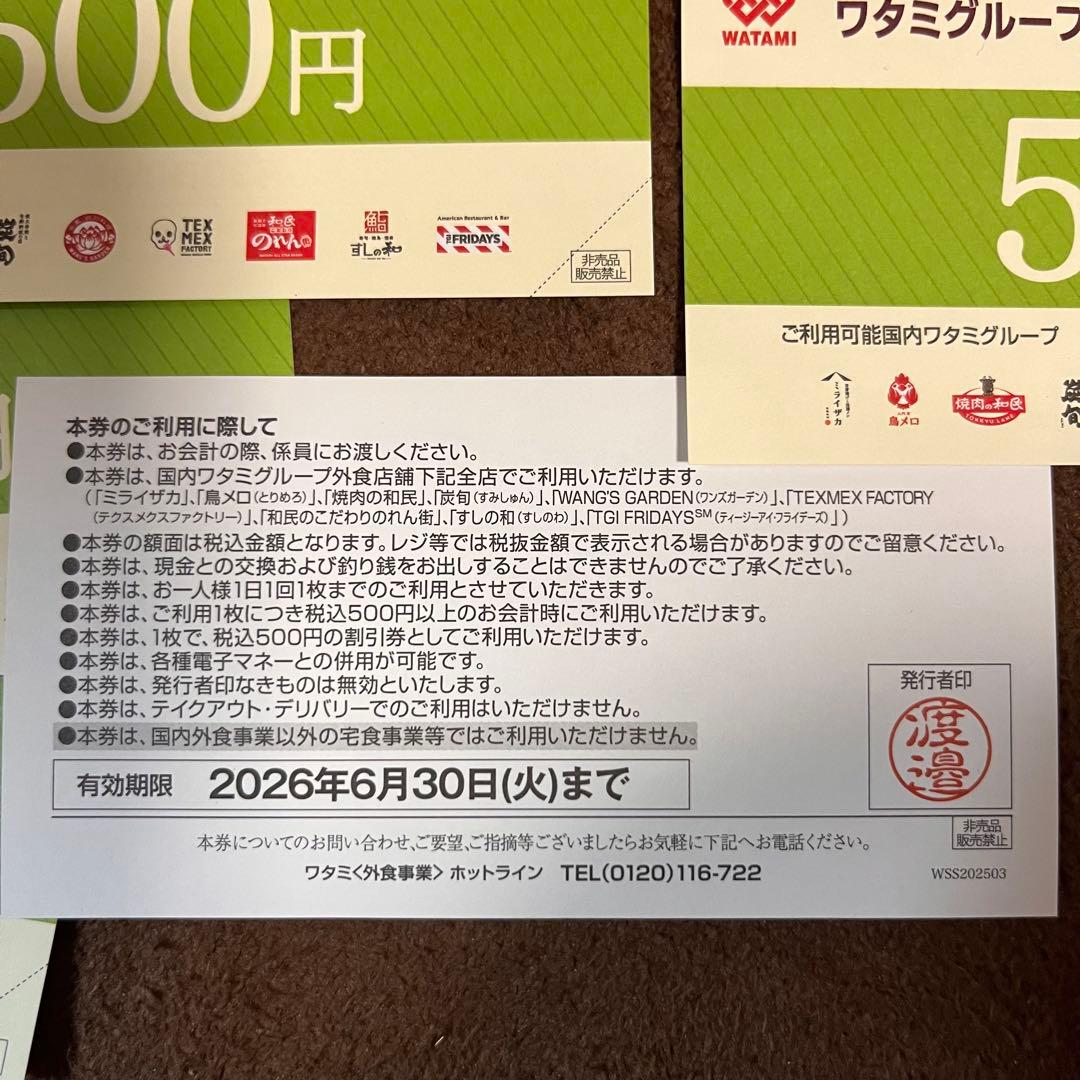 500円
TEX MEX FACTORY
和民
のれん街
鮨
すしの和
American Restaurant & Bar
FRIDAYS
非売品
販売禁止
WATAMI
ワタミグループ
5
ご利用可能国内ワタミグループ
ミライザカ
鳥メロ
焼肉の和民
炭旬
本券のご利用に際して
●本券は、お会計の際、係員にお渡しください。
●本券は、国内ワタミグループ外食店舗下記全店でご利用いただけます。
（「ミライザカ」、「鳥メロ（とりめろ）」、「焼肉の和民」、「炭旬（すみしゅん）」、「WANG'S GARDEN（ワンズガーデン）」、「TEXMEX FACTORY
（テクスメクスファクトリー）」、「和民のこだわりのれん街」、「すしの和（すしのわ）」、「TGI FRIDAYS℠（ティージーアイ・フライデーズ）」）
●本券の額面は税込金額となります。レジ等では税抜金額で表示される場合がありますのでご留意ください。
●本券は、現金との交換および釣り銭をお出しすることはできませんのでご了承ください。
●本券は、お一人様1日1回1枚までのご利用とさせていただきます。
●本券は、ご利用1枚につき税込500円以上のお会計時にご利用いただけます。
●本券は、1枚で、税込500円の割引券としてご利用いただけます。
●本券は、各種電子マネーとの併用が可能です。
●本券は、発行者印なきものは無効といたします。
●本券は、テイクアウト・デリバリーでのご利用はいただけません。
●本券は、国内外食事業以外の宅食事業等ではご利用いただけません。
発行者印
渡邉
有効期限 2026年6月30日(火)まで
非売品
販売禁止
本券についてのお問い合わせ、ご要望、ご指摘等ございましたらお気軽に下記へお電話ください。
ワタミ〈外食事業〉ホットライン TEL(0120)116-722
WSS202503